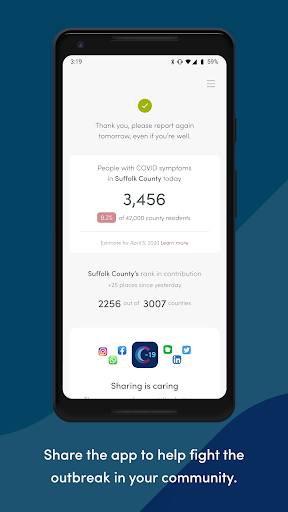 3:19
Thank you, please report again
tomorrow, even if you're well.
People with COVID symptoms
in Suffolk County today
3,456
8.25 of 42,000 county residents
Estimate for April 5, 2020 Learn more
Suffolk County's rank in contribution
+25 places since yesterday
2256 out of 3007 counties
C-19
Sharing is caring
Share the app to help fight the
outbreak in your community.